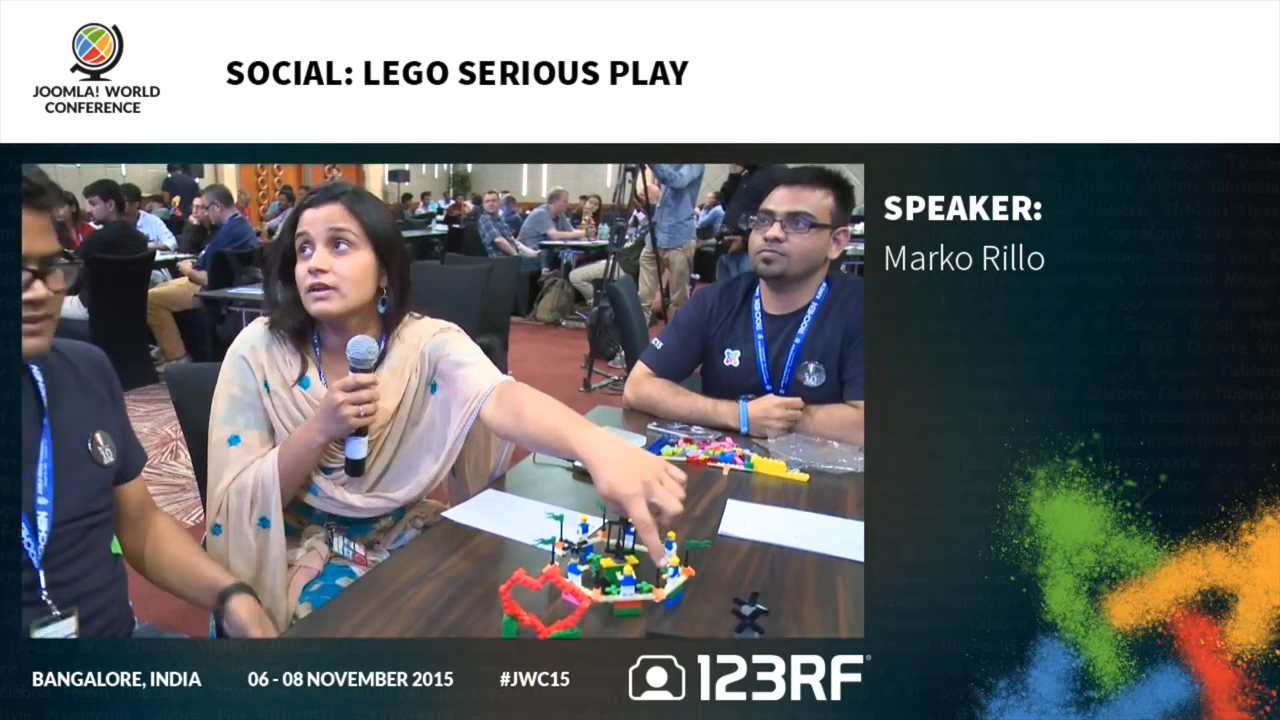 JOOMLA! WORLD
CONFERENCE
SOCIAL: LEGO SERIOUS PLAY
SPEAKER:
Marko Rillo
BANGALORE, INDIA
06 - 08 NOVEMBER 2015
#JWC15
123RF®